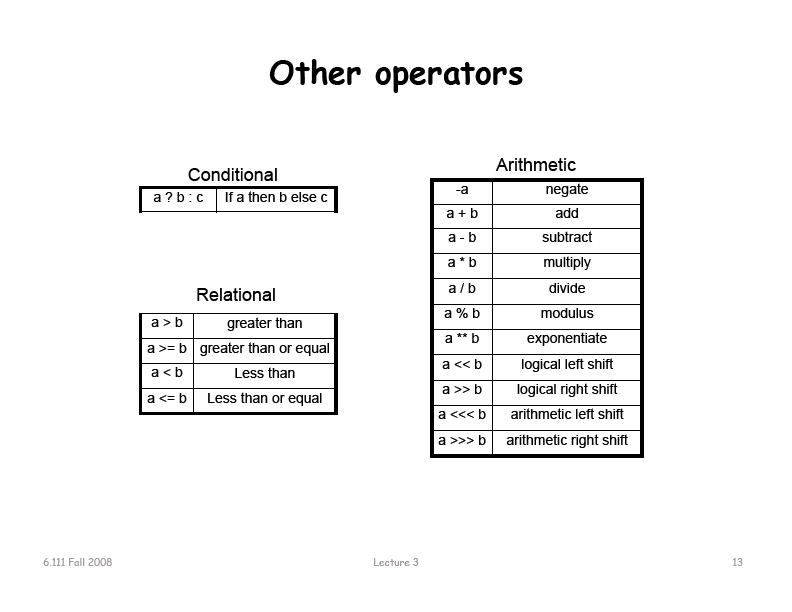 Other operators
Conditional
a ? b : c If a then b else c
Relational
a > b greater than
a >= b greater than or equal
a < b Less than
a <= b Less than or equal
Arithmetic
-a negate
a + b add
a - b subtract
a * b multiply
a / b divide
a % b modulus
a ** b exponentiate
a << b logical left shift
a >> b logical right shift
a <<< b arithmetic left shift
a >>> b arithmetic right shift
6.111 Fall 2008 Lecture 3 13